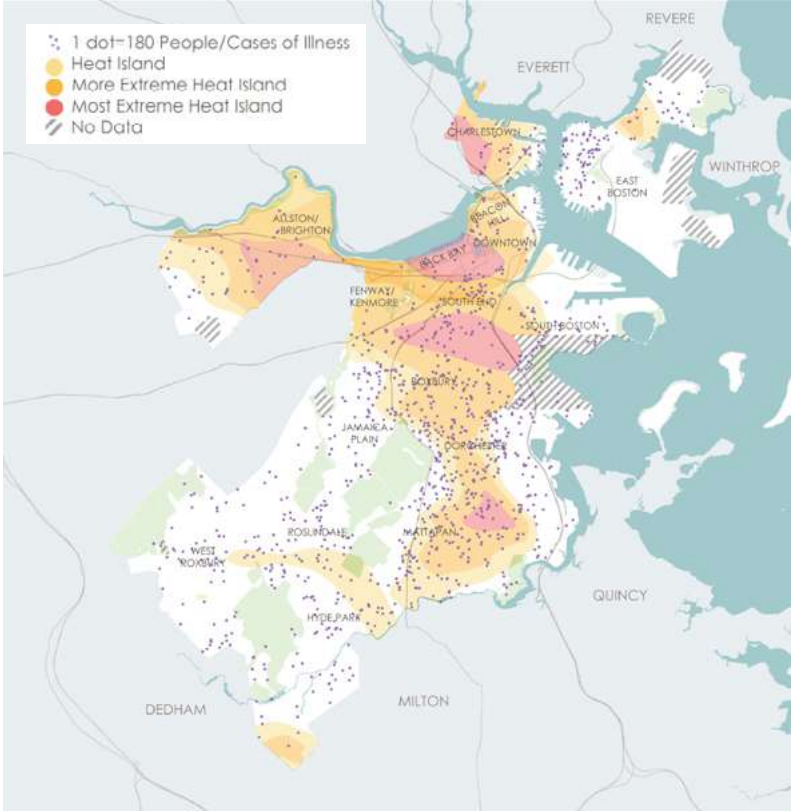 1 dot=180 People/Cases of Illness
Heat Island
More Extreme Heat Island
Most Extreme Heat Island
No Data
REVERE
EVERETT
CHARLESTOWN
WINTHROP
EAST
BOSTON
ALLSTON/
BRIGHTON
BEACON
HILL
DOWNTOWN
BACK BAY
FENWAY/
KENMORE
SOUTH END
SOUTH BOSTON
ROXBURY
JAMAICA
PLAIN
DORCHESTER
ROSLINDALE
MATTAPAN
WEST
ROXBURY
QUINCY
HYDE PARK
DEDHAM
MILTON